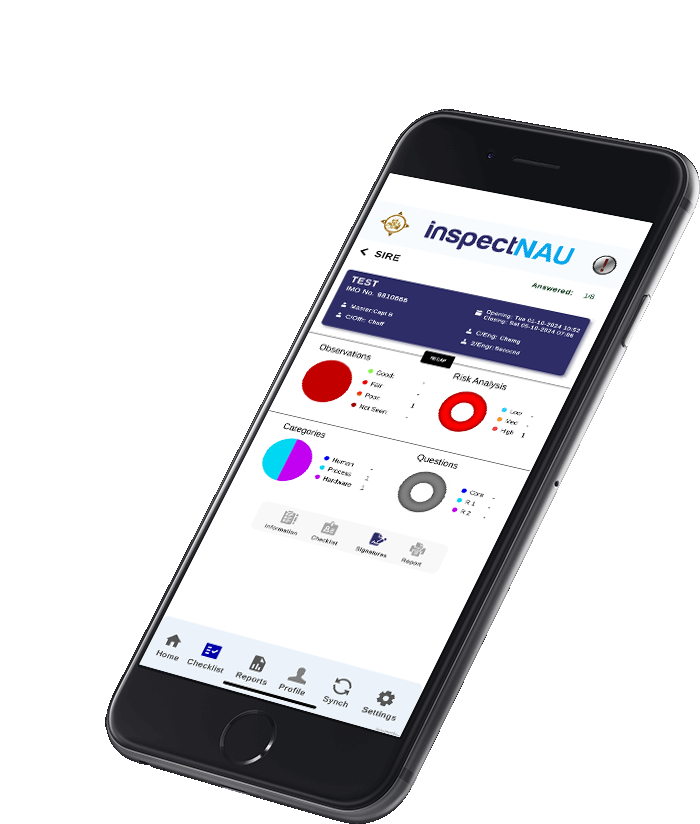 inspectNAU
SIRE
Answered: 1/8
TEST
IMO No. 9810666
Master:Capt B
C/Off: Choff
Opening: Tue 01-10-2024 10:52
Closing: Sat 05-10-2024 07:06
C/Eng: Cheng
2/Engr: Second
RECAP
Observations
Good: -
Fair -
Poor: 1
Not Seen: -
Risk Analysis
Low -
Med -
High 1
Categories
Human -
Process 1
Hardware 1
Questions
Core -
R 1 -
R 2 -
Information
Checklist
Signatures
Report
Home
Checklist
Reports
Profile
Synch
Settings